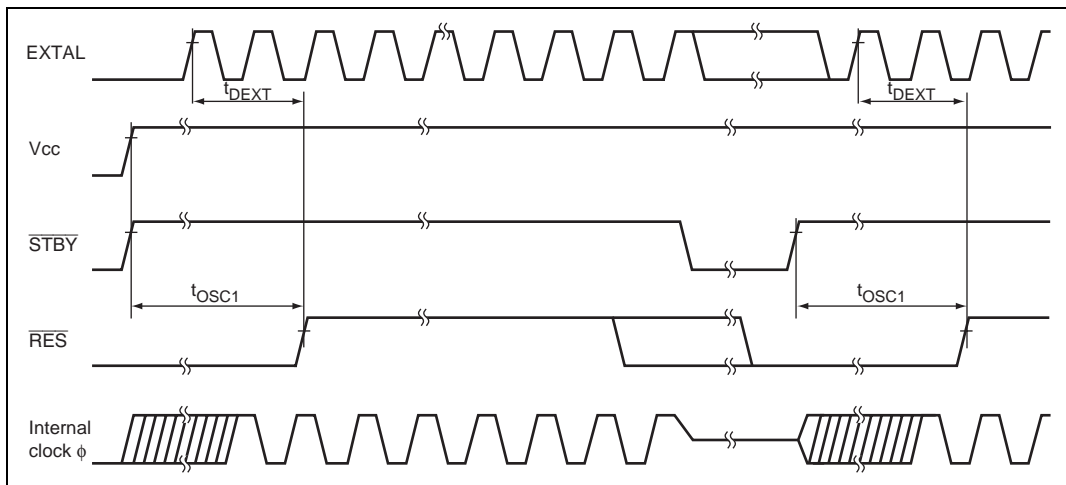 EXTAL
tDEXT
tDEXT
Vcc
STBY
tOSC1
tOSC1
RES
Internal
clock ϕ